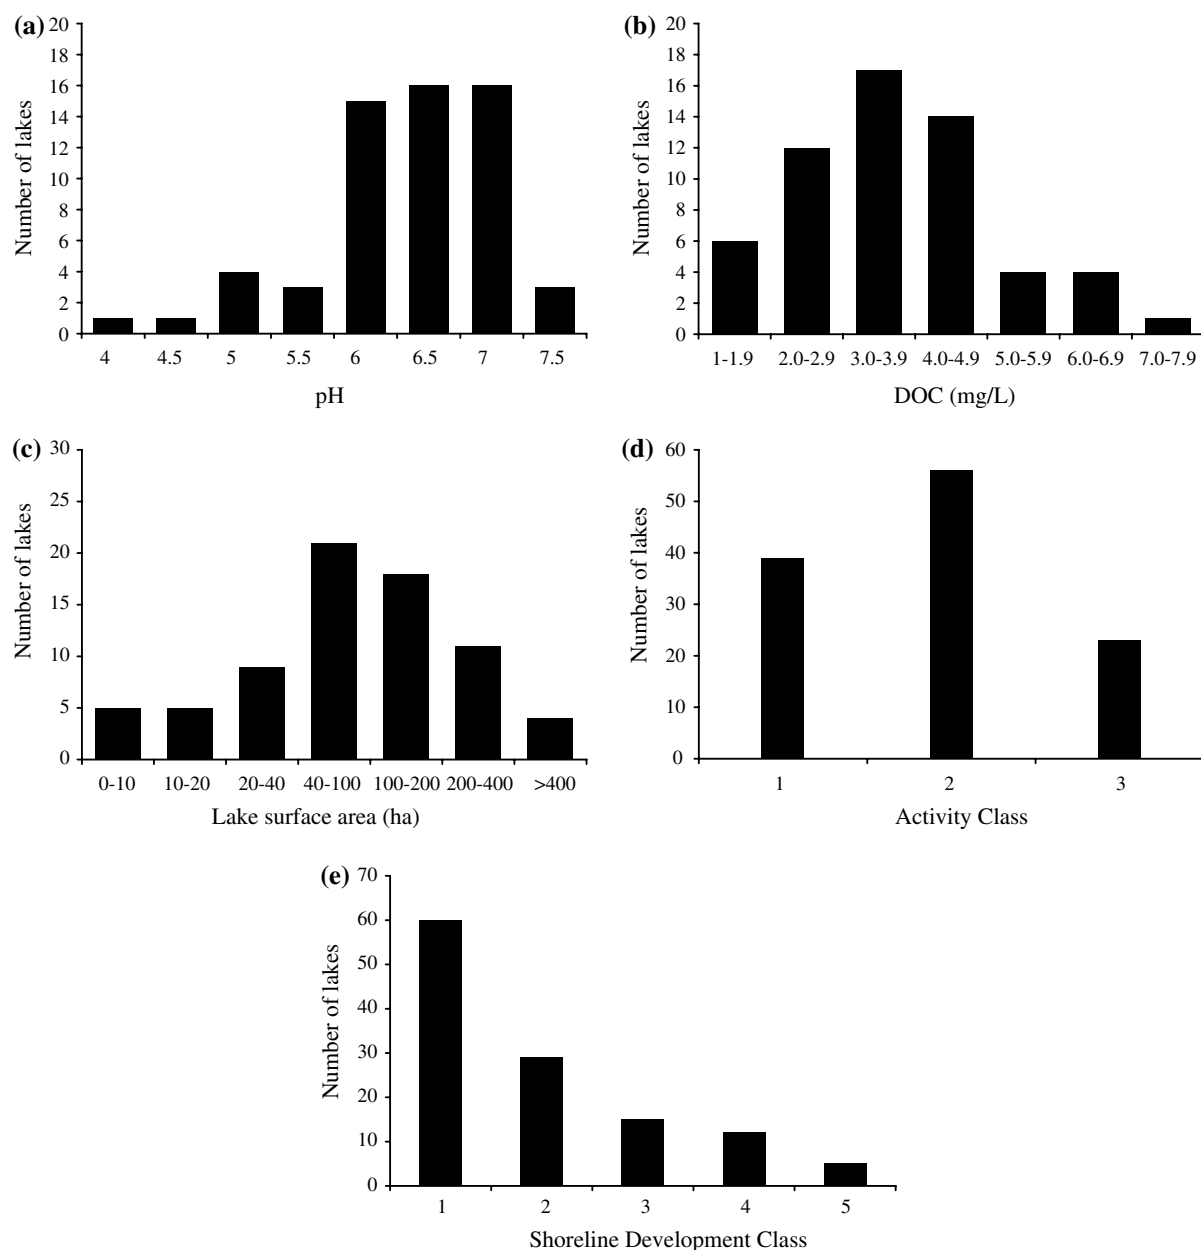 (a)
20
18
16
14
12
10
8
6
4
2
0
Number of lakes
4 4.5 5 5.5 6 6.5 7 7.5
pH
(b)
20
18
16
14
12
10
8
6
4
2
0
Number of lakes
1-1.9 2.0-2.9 3.0-3.9 4.0-4.9 5.0-5.9 6.0-6.9 7.0-7.9
DOC (mg/L)
(c)
30
25
20
15
10
5
0
Number of lakes
0-10 10-20 20-40 40-100 100-200 200-400 >400
Lake surface area (ha)
(d)
60
50
40
30
20
10
0
Number of lakes
1 2 3
Activity Class
(e)
70
60
50
40
30
20
10
0
Number of lakes
1 2 3 4 5
Shoreline Development Class